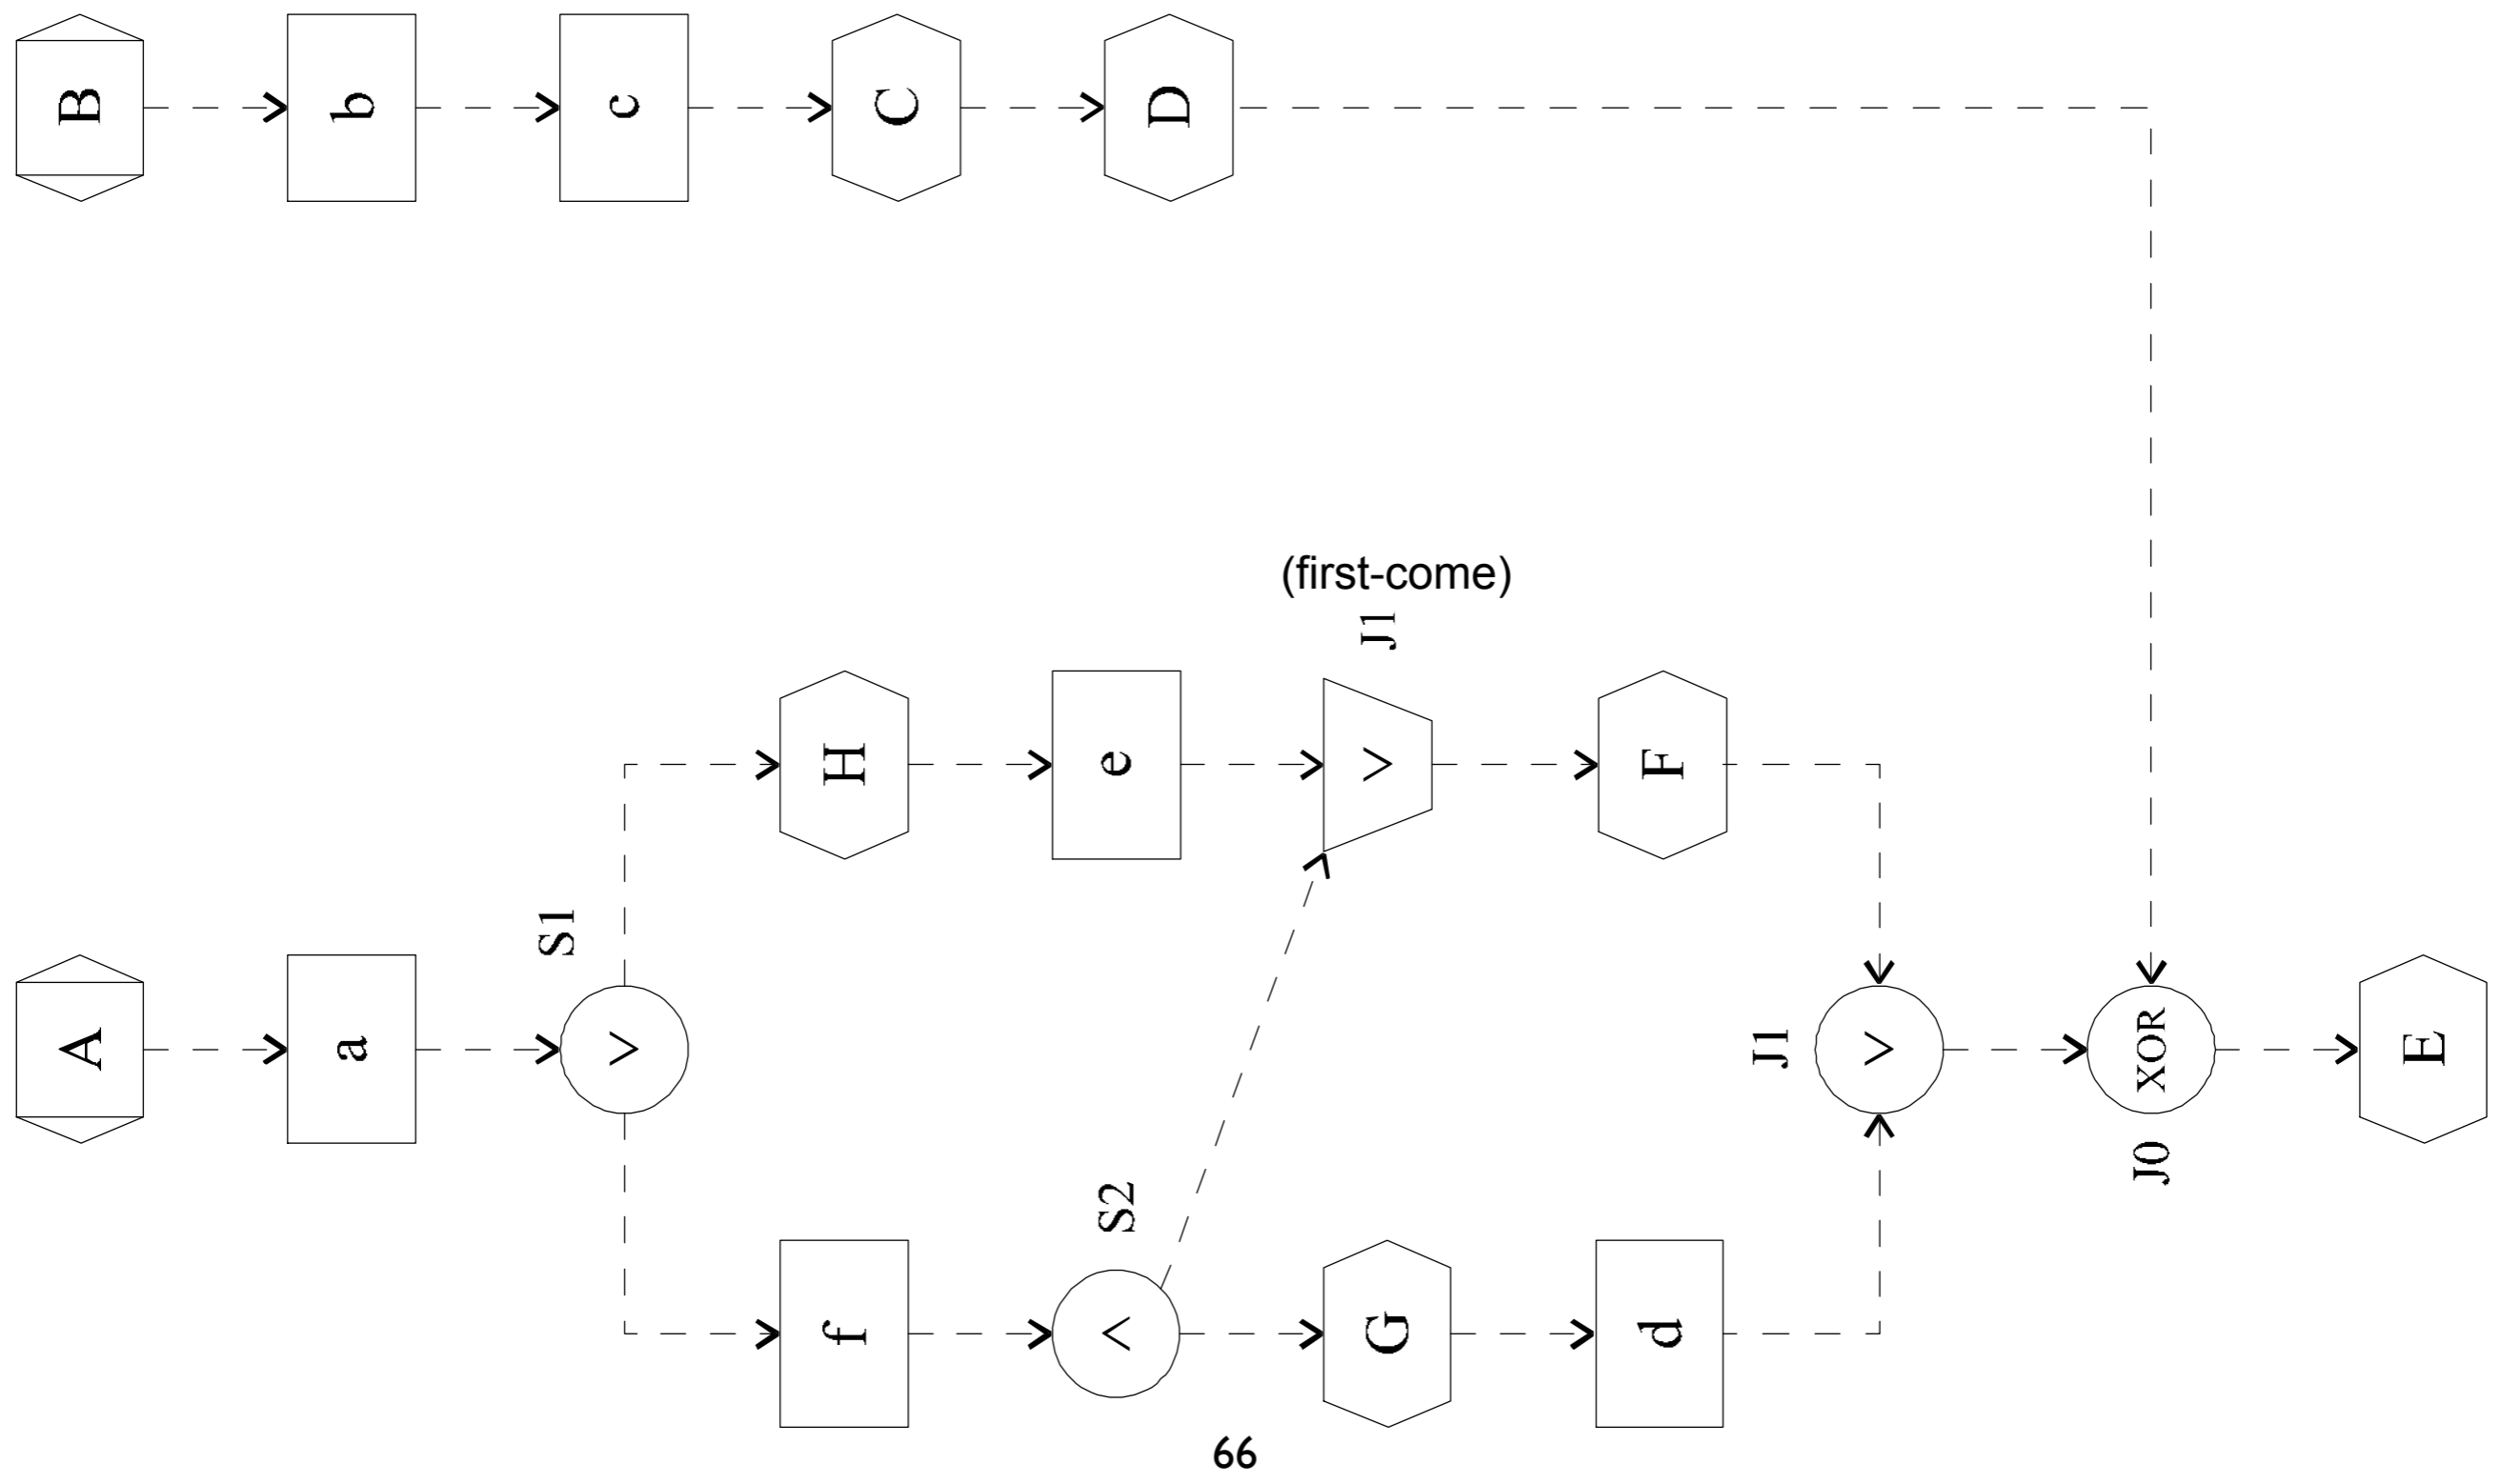 A
B
a
b
S1
∨
c
f
H
C
∧
S2
e
D
G
∨
J1
(first-come)
d
F
J1
∨
J0
XOR
E
66